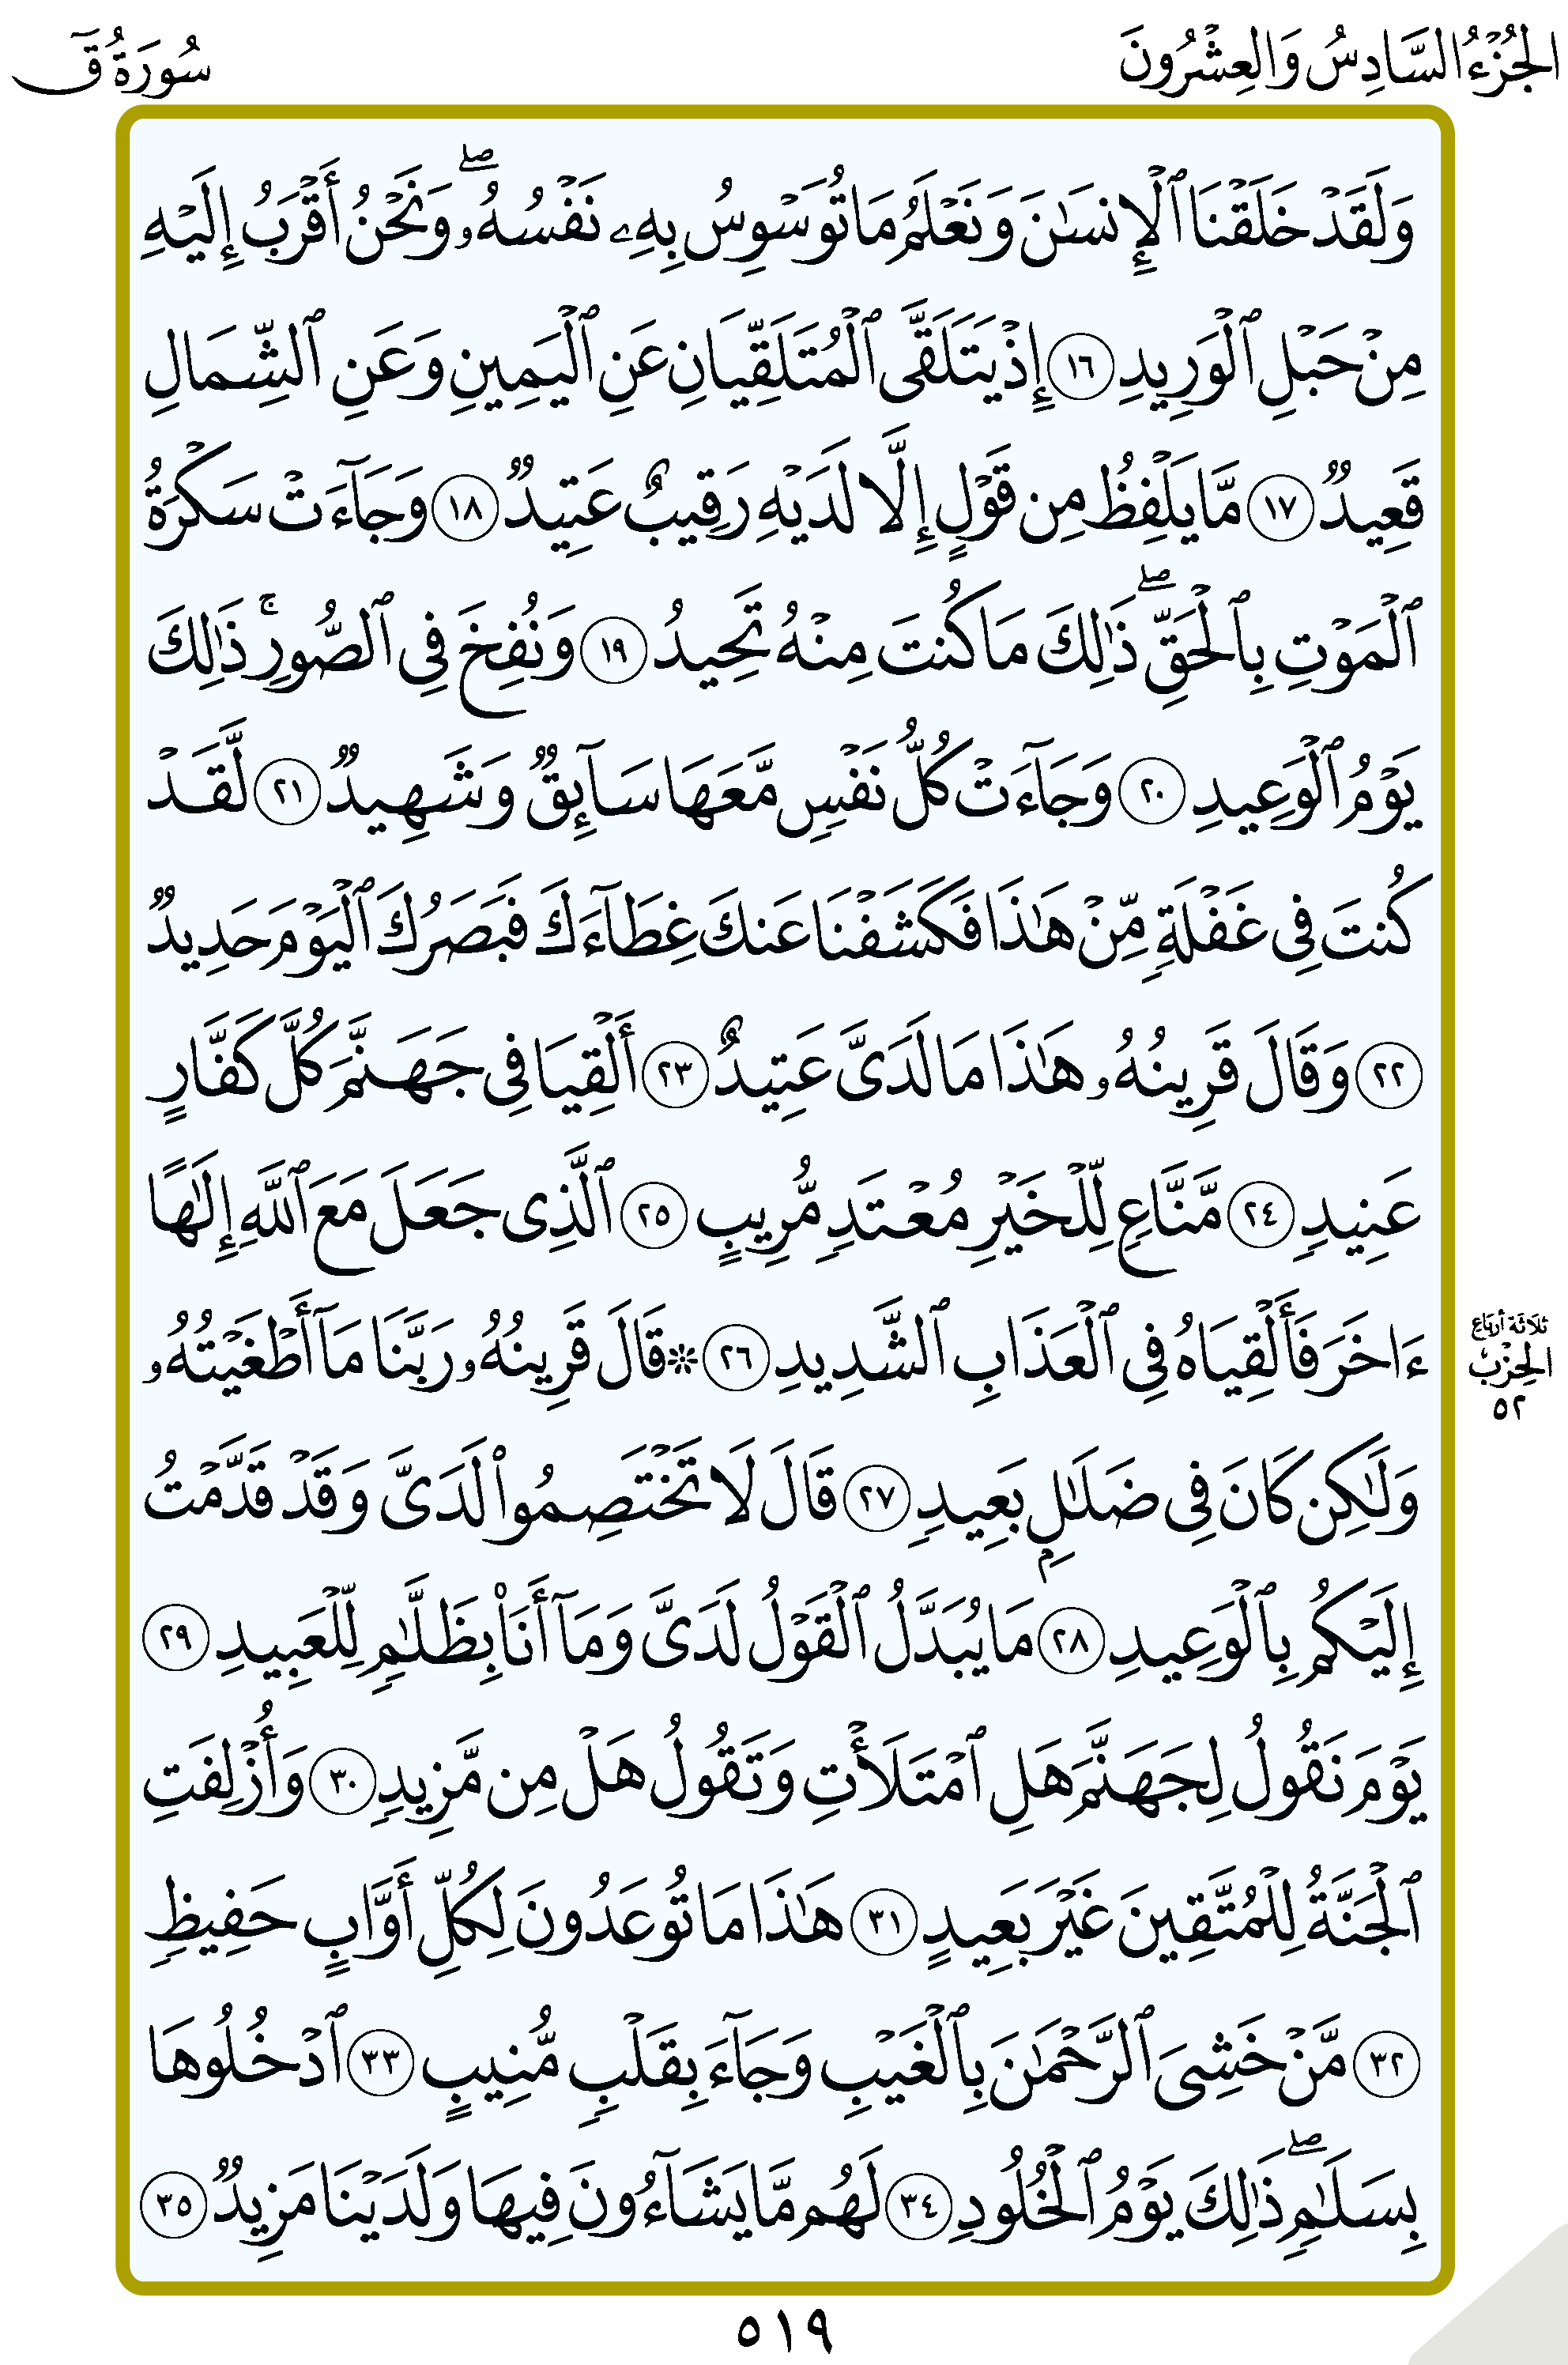 الجُزْءُ السَّادِسُ وَالعِشْرُونَ
سُورَةُ قٓ
وَلَقَدْ خَلَقْنَا ٱلْإِنسَٰنَ وَنَعْلَمُ مَا تُوَسْوِسُ بِهِۦ نَفْسُهُۥۖ وَنَحْنُ أَقْرَبُ إِلَيْهِ
مِنْ حَبْلِ ٱلْوَرِيدِ ١٦ إِذْ يَتَلَقَّى ٱلْمُتَلَقِّيَانِ عَنِ ٱلْيَمِينِ وَعَنِ ٱلشِّمَالِ
قَعِيدٌ ١٧ مَّا يَلْفِظُ مِن قَوْلٍ إِلَّا لَدَيْهِ رَقِيبٌ عَتِيدٌ ١٨ وَجَآءَتْ سَكْرَةُ
ٱلْمَوْتِ بِٱلْحَقِّۖ ذَٰلِكَ مَا كُنتَ مِنْهُ تَحِيدُ ١٩ وَنُفِخَ فِى ٱلصُّورِۚ ذَٰلِكَ
يَوْمُ ٱلْوَعِيدِ ٢٠ وَجَآءَتْ كُلُّ نَفْسٍ مَّعَهَا سَآئِقٌ وَشَهِيدٌ ٢١ لَّقَدْ
كُنتَ فِى غَفْلَةٍ مِّنْ هَٰذَا فَكَشَفْنَا عَنكَ غِطَآءَكَ فَبَصَرُكَ ٱلْيَوْمَ حَدِيدٌ
٢٢ وَقَالَ قَرِينُهُۥ هَٰذَا مَا لَدَىَّ عَتِيدٌ ٢٣ أَلْقِيَا فِى جَهَنَّمَ كُلَّ كَفَّارٍ
عَنِيدٍ ٢٤ مَّنَّاعٍ لِّلْخَيْرِ مُعْتَدٍ مُّرِيبٍ ٢٥ ٱلَّذِى جَعَلَ مَعَ ٱللَّهِ إِلَٰهًا
ءَاخَرَ فَأَلْقِيَاهُ فِى ٱلْعَذَابِ ٱلشَّدِيدِ ٢٦ ۞ قَالَ قَرِينُهُۥ رَبَّنَا مَآ أَطْغَيْتُهُۥ
ثلاثة أرباع
الحِزْب
٥٢
وَلَٰكِن كَانَ فِى ضَلَٰلٍۭ بَعِيدٍ ٢٧ قَالَ لَا تَخْتَصِمُوا۟ لَدَىَّ وَقَدْ قَدَّمْتُ
إِلَيْكُم بِٱلْوَعِيدِ ٢٨ مَا يُبَدَّلُ ٱلْقَوْلُ لَدَىَّ وَمَآ أَنَا۠ بِظَلَّٰمٍ لِّلْعَبِيدِ ٢٩
يَوْمَ نَقُولُ لِجَهَنَّمَ هَلِ ٱمْتَلَأْتِ وَتَقُولُ هَلْ مِن مَّزِيدٍ ٣٠ وَأُزْلِفَتِ
ٱلْجَنَّةُ لِلْمُتَّقِينَ غَيْرَ بَعِيدٍ ٣١ هَٰذَا مَا تُوعَدُونَ لِكُلِّ أَوَّابٍ حَفِيظٍ
٣٢ مَّنْ خَشِىَ ٱلرَّحْمَٰنَ بِٱلْغَيْبِ وَجَآءَ بِقَلْبٍ مُّنِيبٍ ٣٣ ٱدْخُلُوهَا
بِسَلَٰمٍۖ ذَٰلِكَ يَوْمُ ٱلْخُلُودِ ٣٤ لَهُم مَّا يَشَآءُونَ فِيهَا وَلَدَيْنَا مَزِيدٌ ٣٥
٥١٩